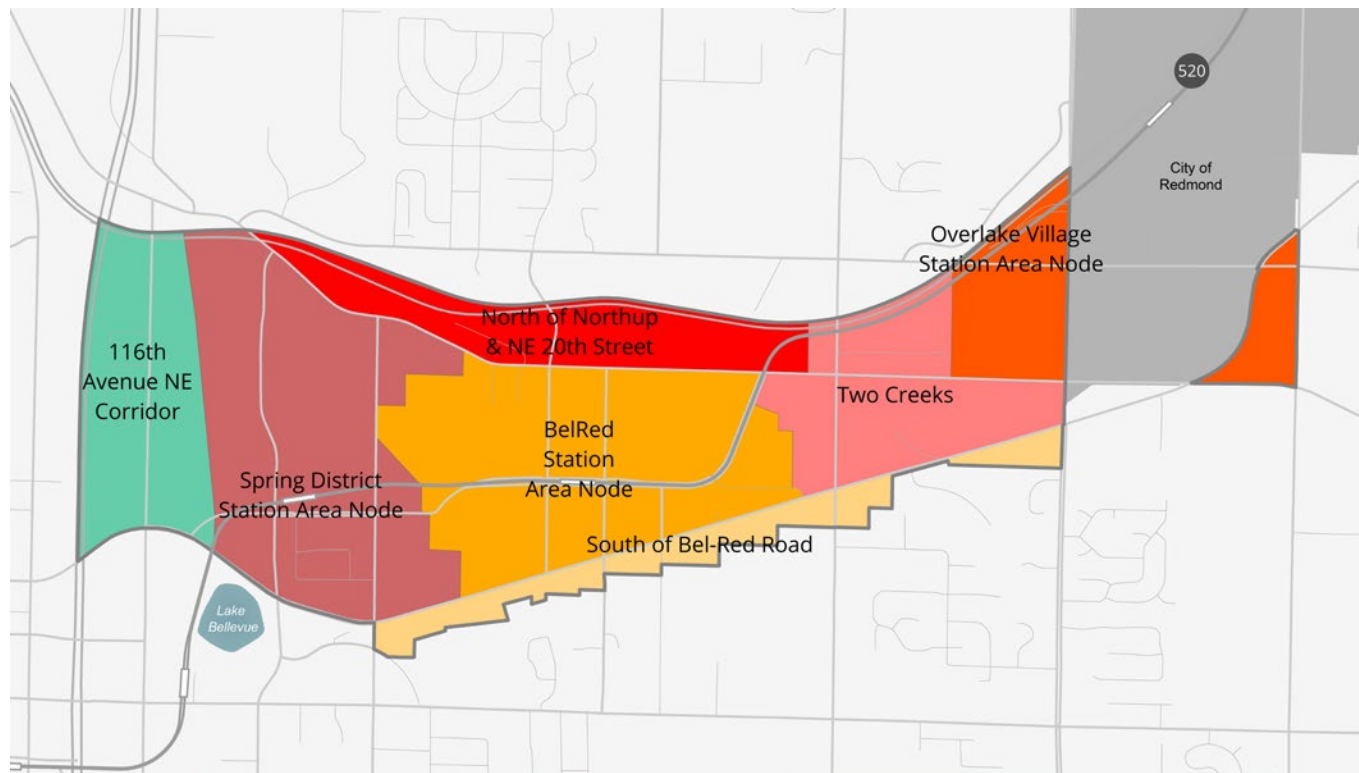 520
City of
Redmond
Overlake Village
Station Area Node
North of Northup
& NE 20th Street
116th
Avenue NE
Corridor
Two Creeks
BelRed
Station
Area Node
Spring District
Station Area Node
South of Bel-Red Road
Lake
Bellevue